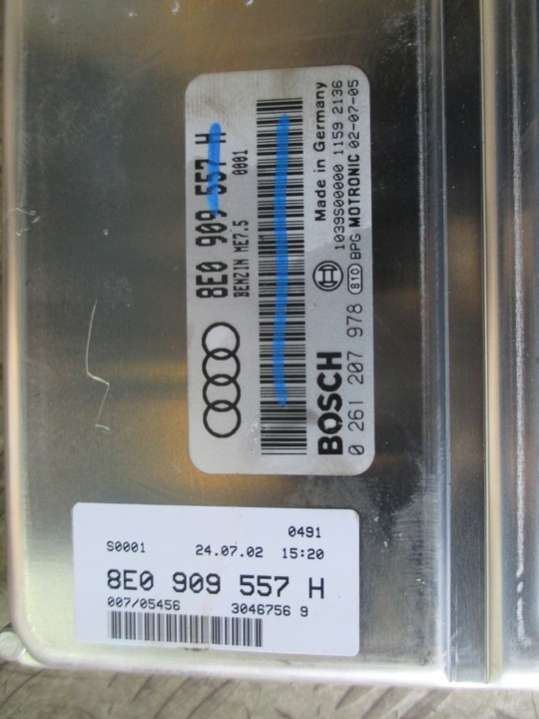 8E0 909 557 H
BENZIN ME7.5 0001
Made in Germany
1039S00000 1159 2136
BOSCH
0 261 207 978 810 BPG MOTRONIC 02-07-05
0491
S0001 24.07.02 15:20
8E0 909 557 H
007/05456 3046756 9